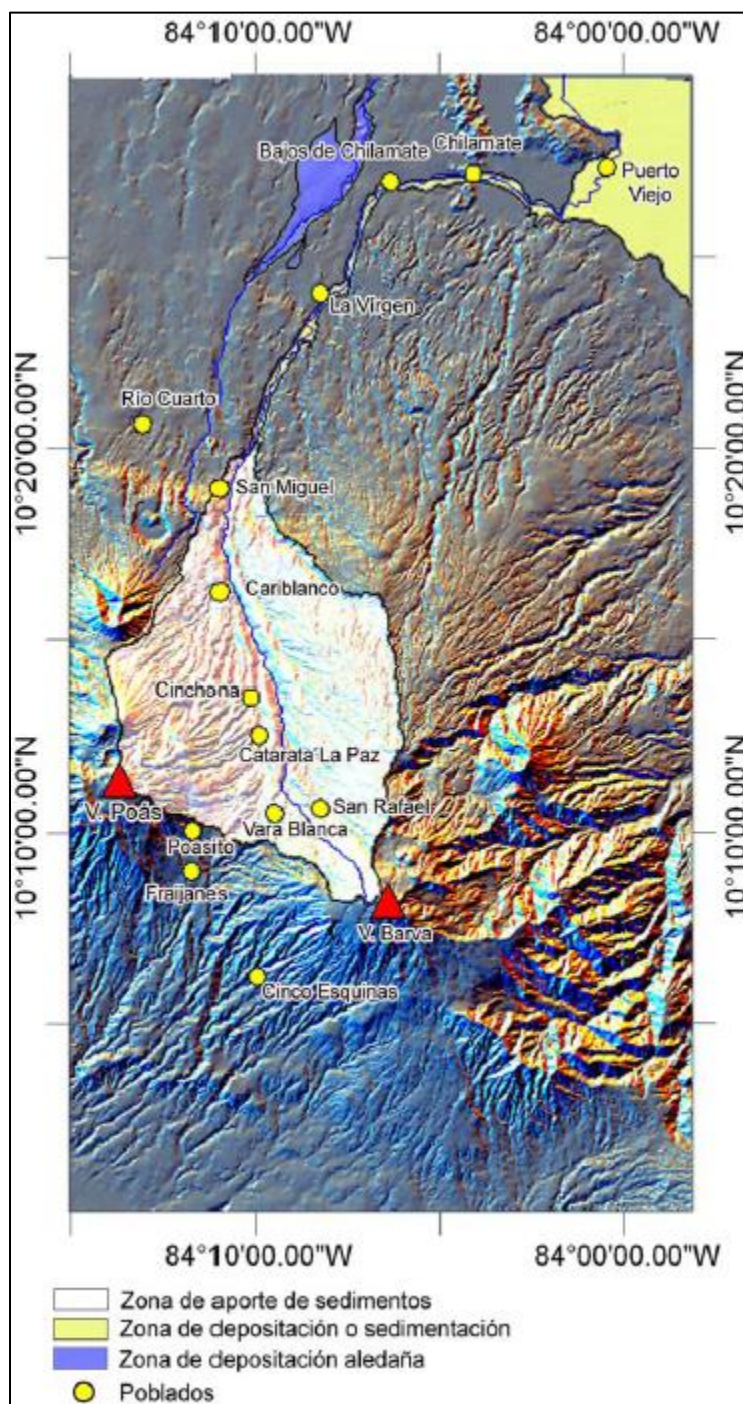 84°10'00.00"W 84°00'00.00"W
Bajos de Chilamate
Chilamate
Puerto
Viejo
La Virgen
Río Cuarto
10°20'00.00"N 10°20'00.00"N
San Miguel
Cariblanco
Cinchona
Catarata La Paz
San Rafael
V. Poás
Vara Blanca
10°10'00.00"N 10°10'00.00"N
Poasito
Fraijanes
V. Barva
Cinco Esquinas
84°10'00.00"W 84°00'00.00"W
Zona de aporte de sedimentos
Zona de depositación o sedimentación
Zona de depositación aledaña
Poblados